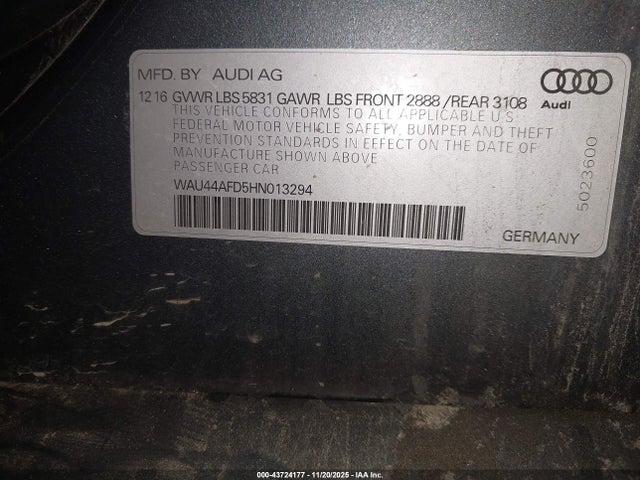 MFD. BY AUDI AG
12 16 GVWR LBS 5831 GAWR LBS FRONT 2888 /REAR 3108
Audi
THIS VEHICLE CONFORMS TO ALL APPLICABLE U.S
FEDERAL MOTOR VEHICLE SAFETY, BUMPER AND THEFT
PREVENTION STANDARDS IN EFFECT ON THE DATE OF
MANUFACTURE SHOWN ABOVE
PASSENGER CAR
WAU44AFD5HN013294
5023600
GERMANY
000-43724177 - 11/20/2025 - IAA Inc.